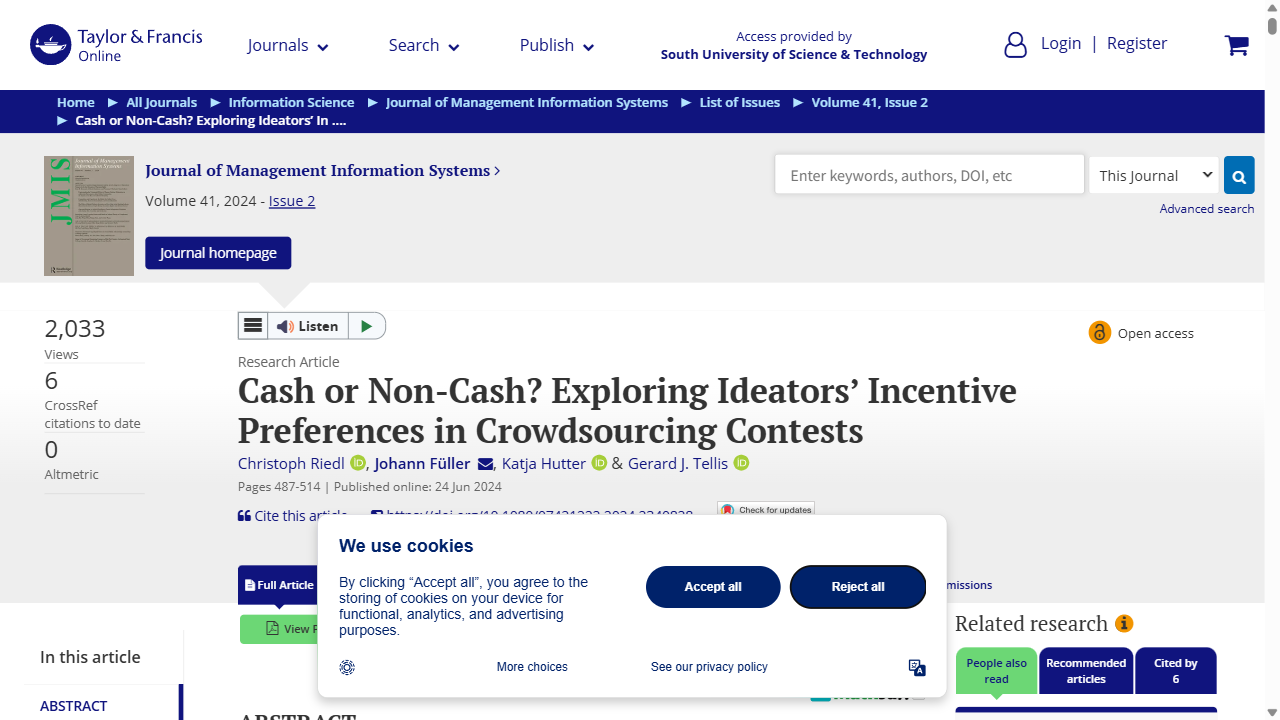 Taylor & Francis
Online
Journals
Search
Publish
Access provided by
South University of Science & Technology
Login | Register
Home ► All Journals ► Information Science ► Journal of Management Information Systems ► List of Issues ► Volume 41, Issue 2
► Cash or Non-Cash? Exploring Ideators’ In ....
JMIS
Journal of Management Information Systems
Volume 41, 2024 - Issue 2
Journal homepage
Enter keywords, authors, DOI, etc
This Journal
Advanced search
2,033
Views
6
CrossRef
citations to date
0
Altmetric
Listen
Open access
Research Article
Cash or Non-Cash? Exploring Ideators’ Incentive
Preferences in Crowdsourcing Contests
Christoph Riedl, Johann Füller, Katja Hutter & Gerard J. Tellis
Pages 487-514 | Published online: 24 Jun 2024
Cite this article
https://doi.org/10.1080/07421222.2024.2340828
Check for updates
Full Article
View
We use cookies
By clicking “Accept all”, you agree to the
storing of cookies on your device for
functional, analytics, and advertising
purposes.
Accept all
Reject all
More choices
See our privacy policy
Related research
People also
read
Recommended
articles
Cited by
6
In this article
ABSTRACT
ABSTRACT